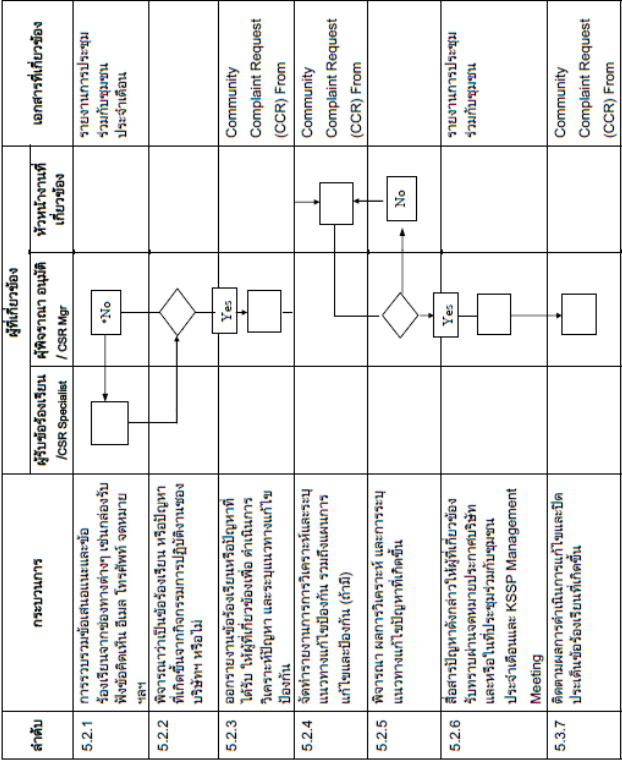 ลำดับ
กระบวนการ
ผู้ที่เกี่ยวข้อง
ผู้รับข้อร้องเรียน
/CSR Specialist
ผู้พิจารณา อนุมัติ
/ CSR Mgr
หัวหน้างานที่
เกี่ยวข้อง
เอกสารที่เกี่ยวข้อง
5.2.1
การรวบรวมข้อเสนอแนะและข้อ
ร้องเรียนจากช่องทางต่างๆ เช่นกล่องรับ
ฟังข้อคิดเห็น อีเมล โทรศัพท์ จดหมาย
ฯลฯ
*No
รายงานการประชุม
ร่วมกับชุมชน
ประจำเดือน
5.2.2
พิจารณาว่าเป็นข้อร้องเรียน หรือปัญหา
ที่เกิดขึ้นจากกิจกรรมการปฏิบัติงานของ
บริษัทฯ หรือไม่
5.2.3
ออกรายงานข้อร้องเรียนหรือปัญหาที่
ได้รับ ให้ผู้ที่เกี่ยวข้องเพื่อ ดำเนินการ
วิเคราะห์ปัญหา และระบุแนวทางแก้ไข
ป้องกัน
Yes
Community
Complaint Request
(CCR) From
5.2.4
จัดทำรายงานการการวิเคราะห์และระบุ
แนวทางแก้ไขป้องกัน รวมถึงแผนการ
แก้ไขและป้องกัน (ถ้ามี)
Community
Complaint Request
(CCR) From
5.2.5
พิจารณา ผลการวิเคราะห์ และการระบุ
แนวทางแก้ไขปัญหาที่เกิดขึ้น
No
5.2.6
สื่อสารปัญหาดังกล่าวให้ผู้ที่เกี่ยวข้อง
รับทราบผ่านจดหมายประกาศบริษัท
และหรือในที่ประชุมร่วมกับชุมชน
ประจำเดือนและ KSSP Management
Meeting
Yes
รายงานการประชุม
ร่วมกับชุมชน
5.3.7
ติดตามผลการดำเนินการแก้ไขและปิด
ประเด็นข้อร้องเรียนที่เกิดขึ้น
Community
Complaint Request
(CCR) From